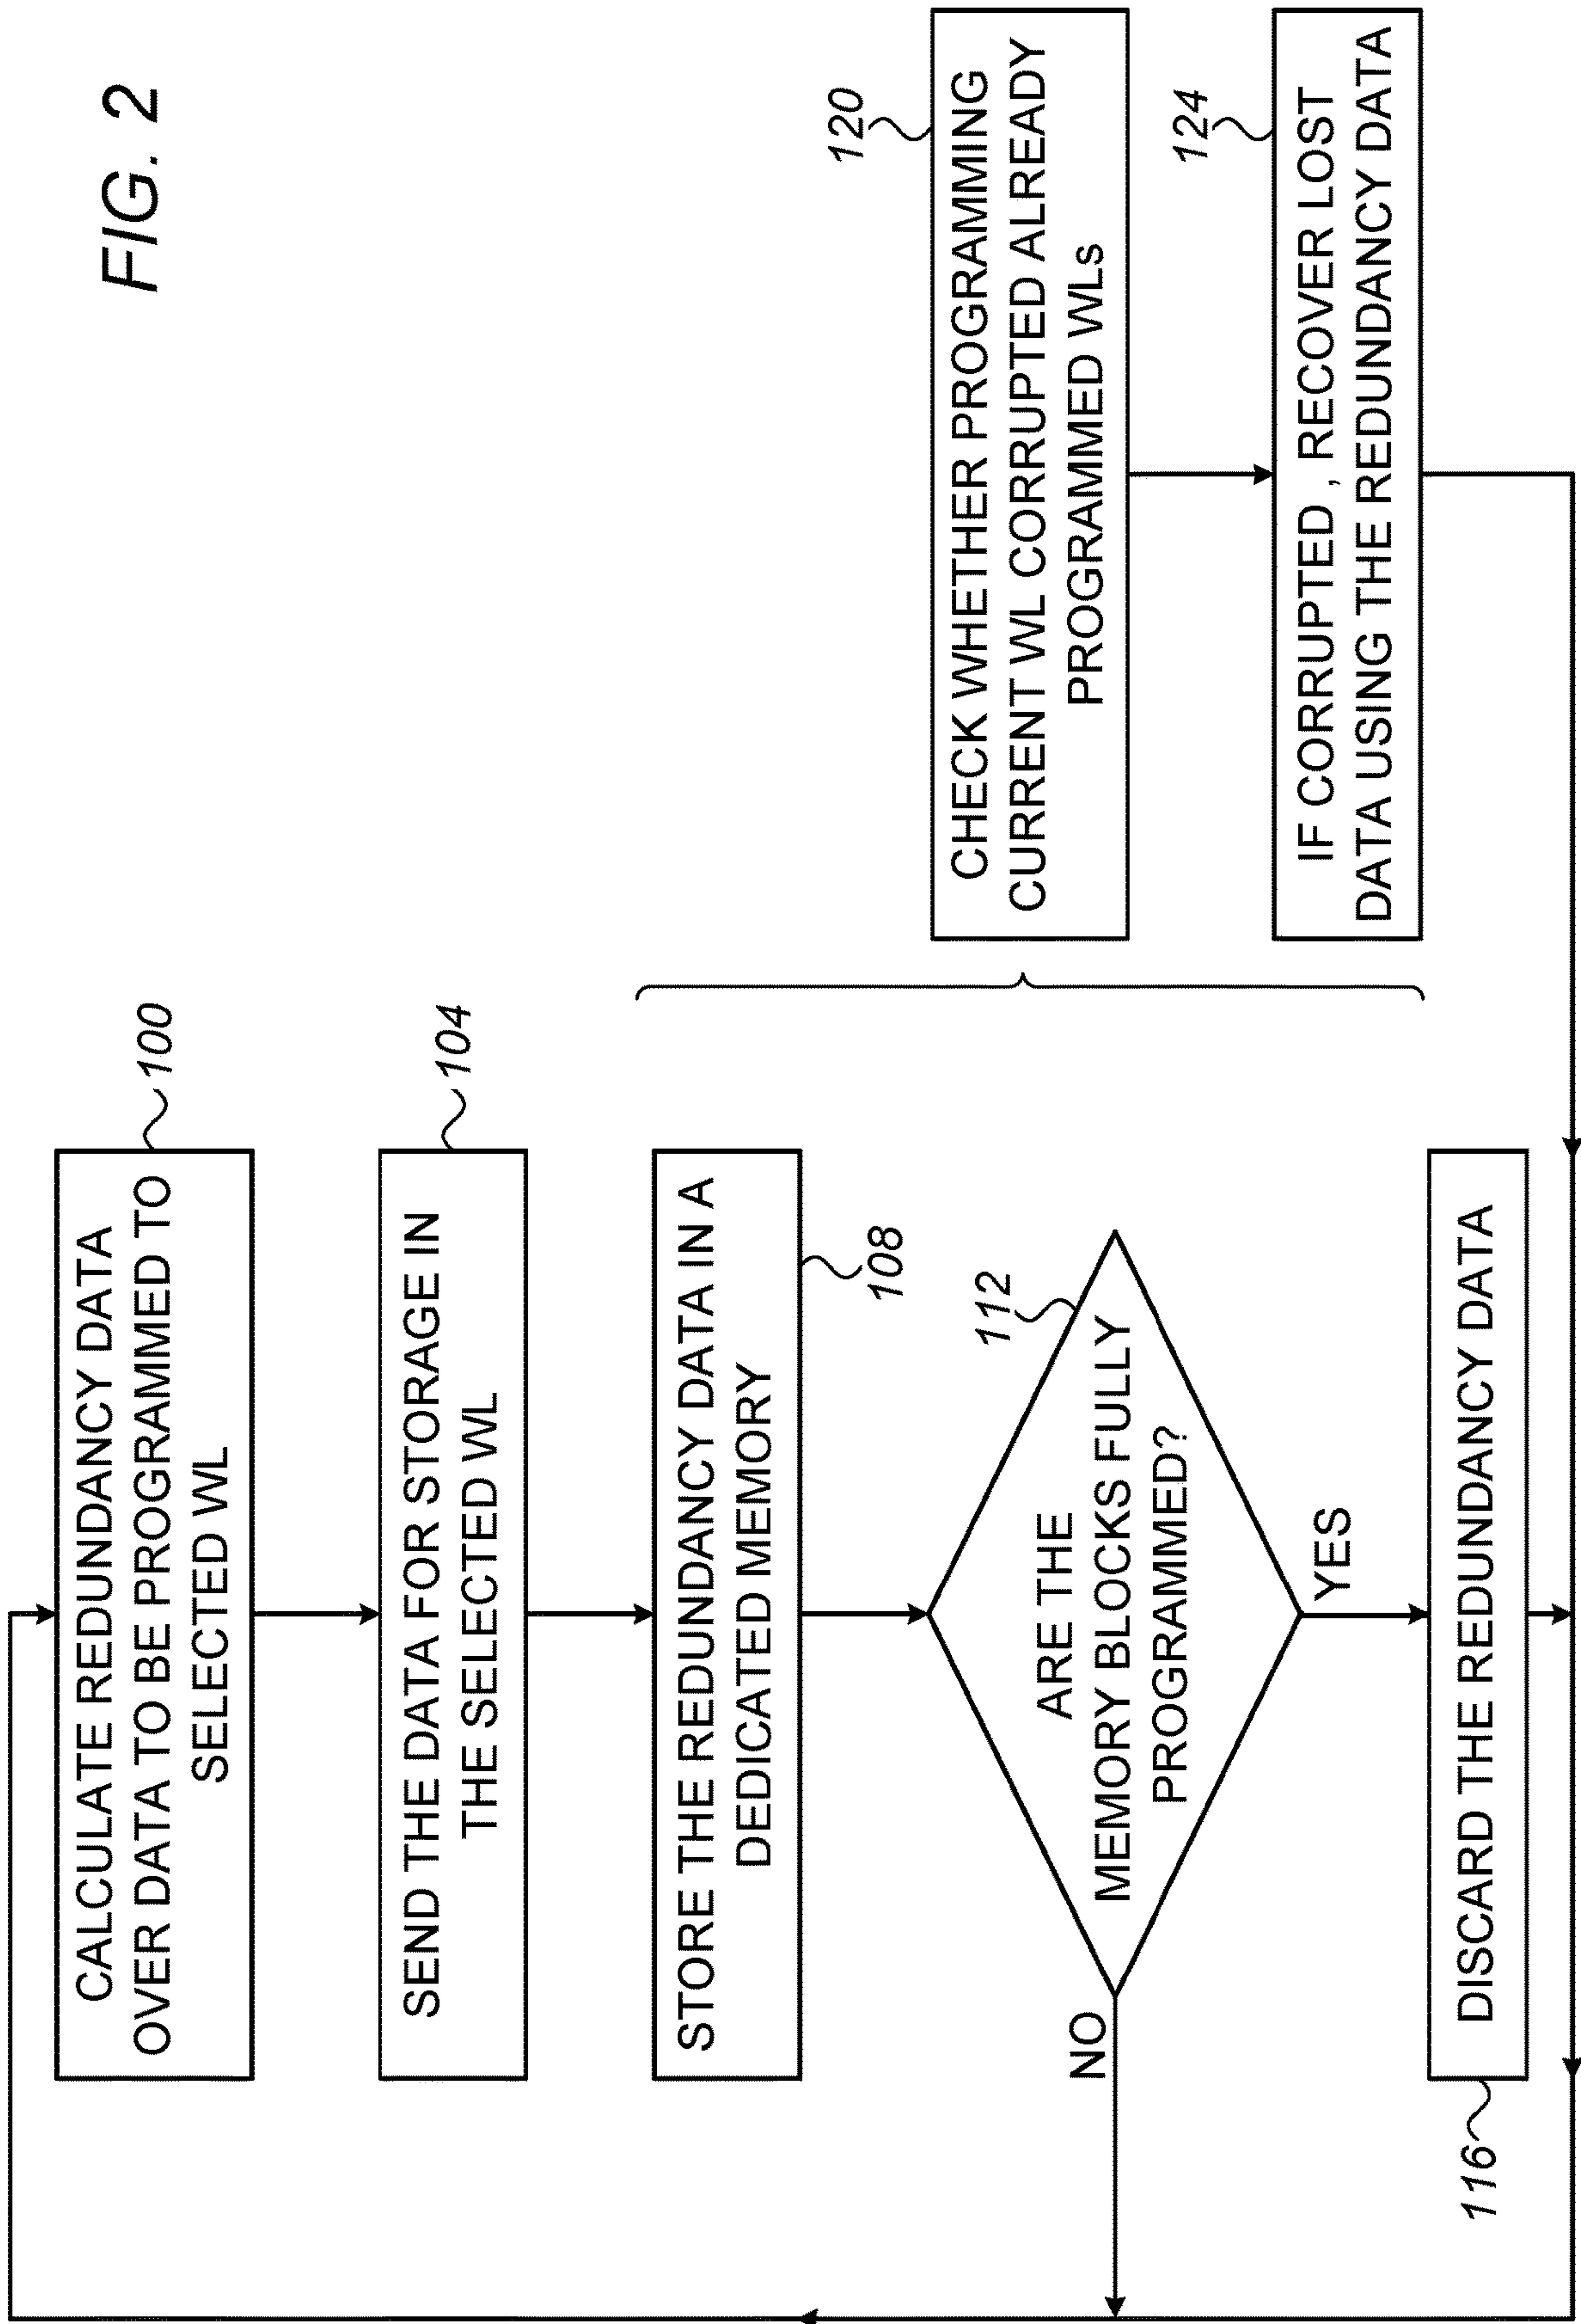 FIG. 2
100
CALCULATE REDUNDANCY DATA
OVER DATA TO BE PROGRAMMED TO
SELECTED WL
104
SEND THE DATA FOR STORAGE IN
THE SELECTED WL
STORE THE REDUNDANCY DATA IN A
DEDICATED MEMORY
108
112
ARE THE
MEMORY BLOCKS FULLY
PROGRAMMED?
NO
YES
DISCARD THE REDUNDANCY DATA
116
120
CHECK WHETHER PROGRAMMING
CURRENT WL CORRUPTED ALREADY
PROGRAMMED WLs
124
IF CORRUPTED , RECOVER LOST
DATA USING THE REDUNDANCY DATA